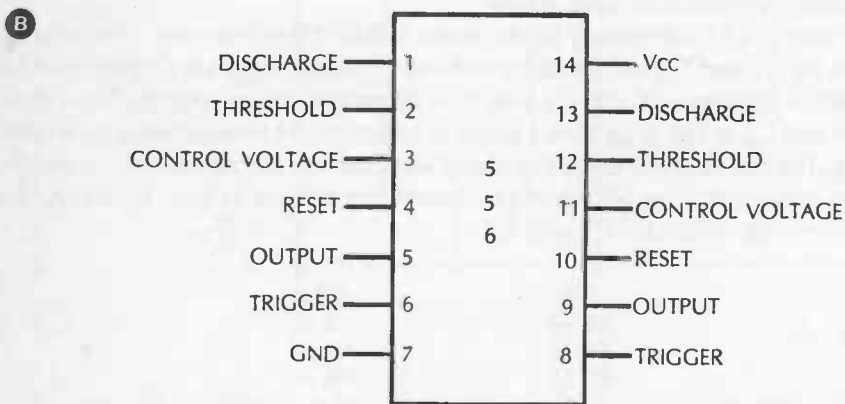 B
DISCHARGE 1 14 Vcc
THRESHOLD 2 13 DISCHARGE
CONTROL VOLTAGE 3 12 THRESHOLD
5
RESET 4 11 CONTROL VOLTAGE
5
6
OUTPUT 5 10 RESET
TRIGGER 6 9 OUTPUT
GND 7 8 TRIGGER